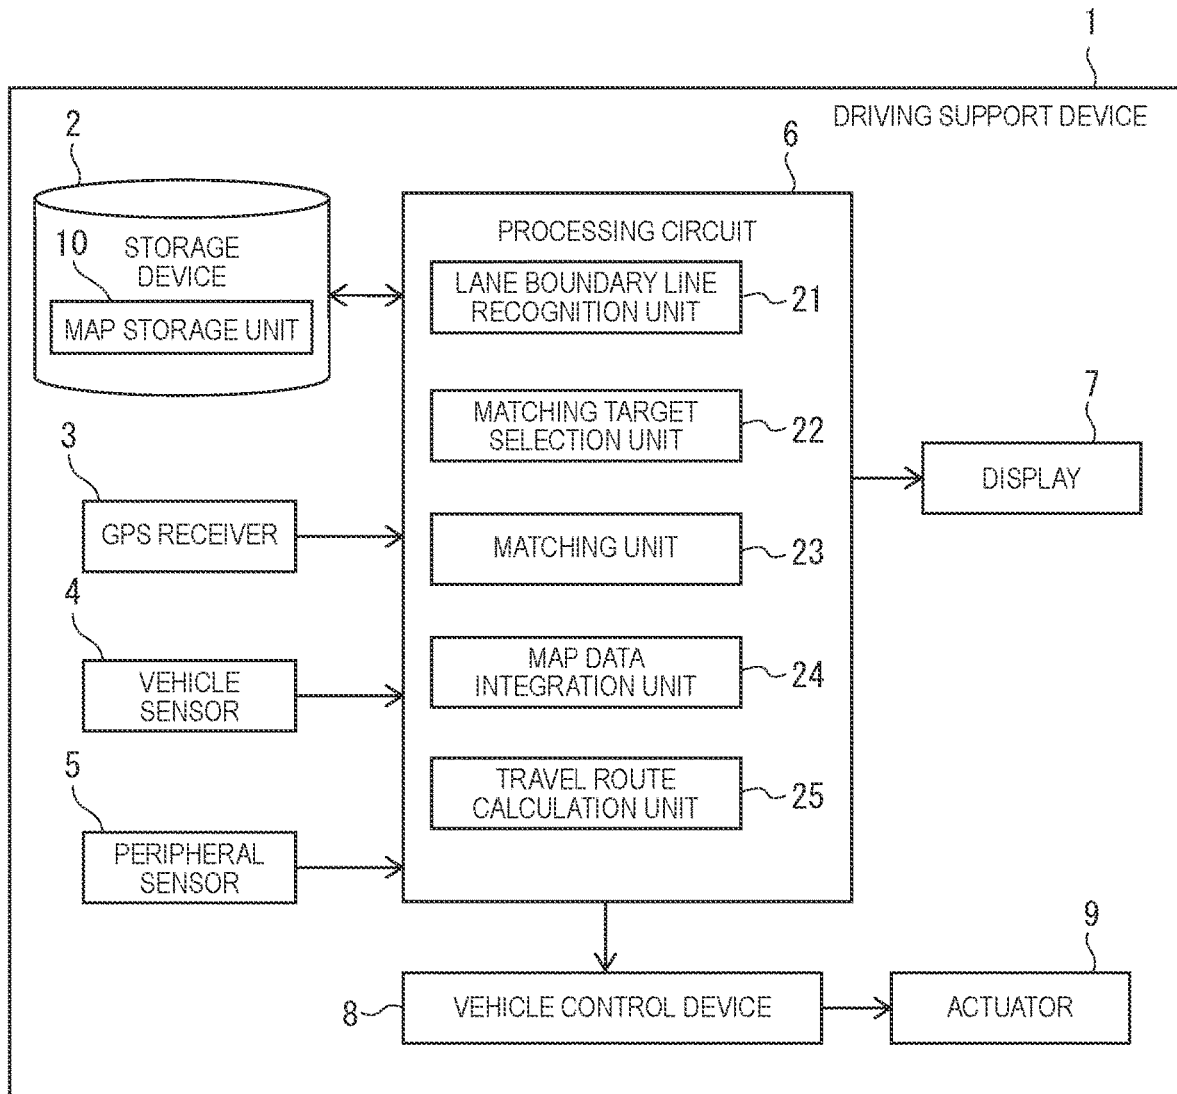 1
DRIVING SUPPORT DEVICE
2
6
STORAGE
DEVICE
10
MAP STORAGE UNIT
PROCESSING CIRCUIT
LANE BOUNDARY LINE
RECOGNITION UNIT
21
MATCHING TARGET
SELECTION UNIT
22
7
DISPLAY
3
GPS RECEIVER
MATCHING UNIT
23
4
VEHICLE
SENSOR
MAP DATA
INTEGRATION UNIT
24
5
PERIPHERAL
SENSOR
TRAVEL ROUTE
CALCULATION UNIT
25
8
VEHICLE CONTROL DEVICE
9
ACTUATOR